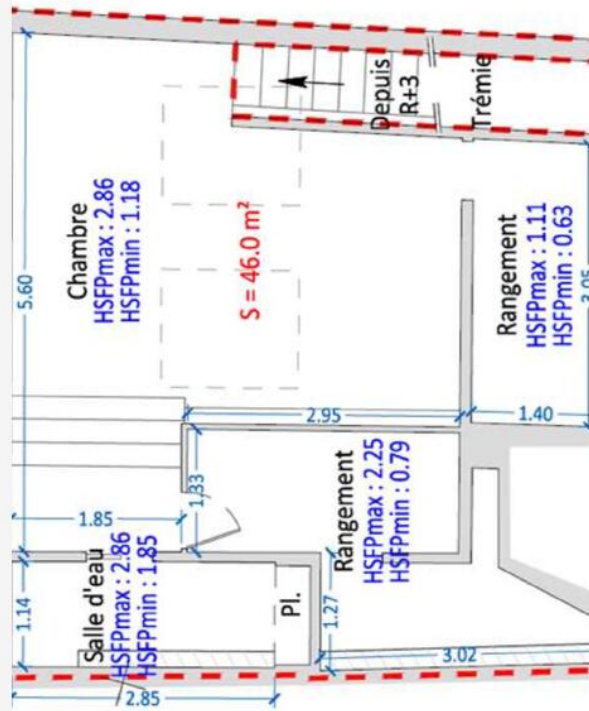 Depuis
R+3
Trémie
Chambre
HSFPmax : 2.86
HSFPmin : 1.18
S = 46.0 m²
5.60
Rangement
HSFPmax : 1.11
HSFPmin : 0.63
3.05
2.95
1.40
1.33
1.85
Rangement
HSFPmax : 2.25
HSFPmin : 0.79
Salle d'eau
HSFPmax : 2.86
HSFPmin : 1.85
Pl.
1.14
1.27
3.02
2.85